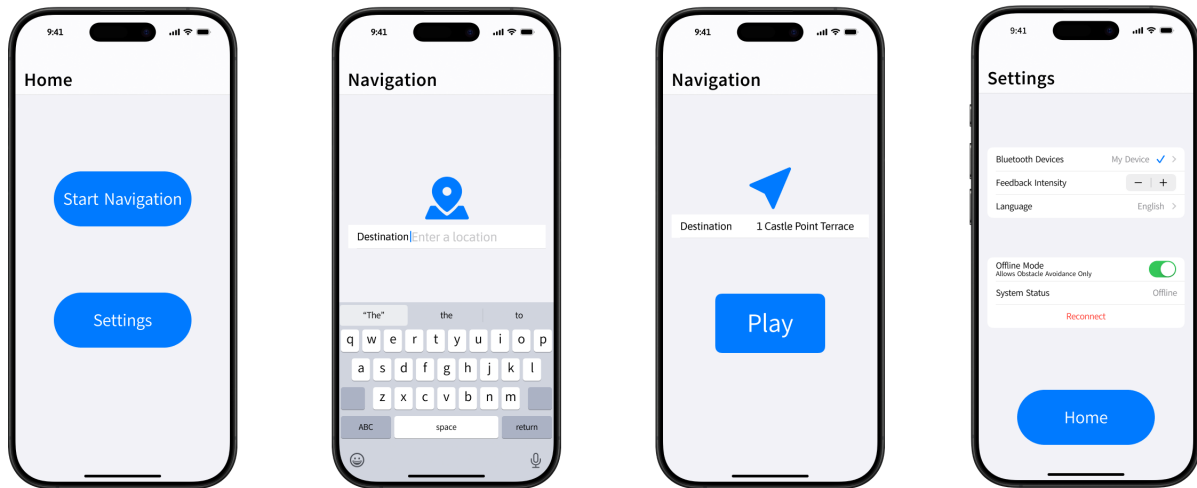 9:41
Home
Start Navigation
Settings
9:41
Navigation
Destination Enter a location
"The" the to
q w e r t y u i o p
a s d f g h j k l
z x c v b n m
ABC space return
9:41
Navigation
Destination 1 Castle Point Terrace
Play
9:41
Settings
Bluetooth Devices My Device
Feedback Intensity − +
Language English
Offline Mode
Allows Obstacle Avoidance Only
System Status Offline
Reconnect
Home